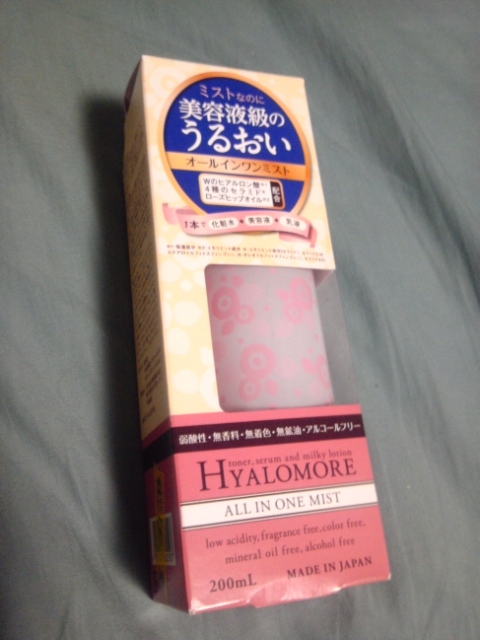 ミストなのに
美容液級の
うるおい
オールインワンミスト
Wのヒアルロン酸
4種のセラミド
ローズヒップオイル
配合
1本で 化粧水 美容液 乳液
弱酸性・無香料・無着色・無鉱油・アルコールフリー
toner, serum and milky lotion
HYALOMORE
ALL IN ONE MIST
low acidity, fragrance free, color free,
mineral oil free, alcohol free
200mL MADE IN JAPAN